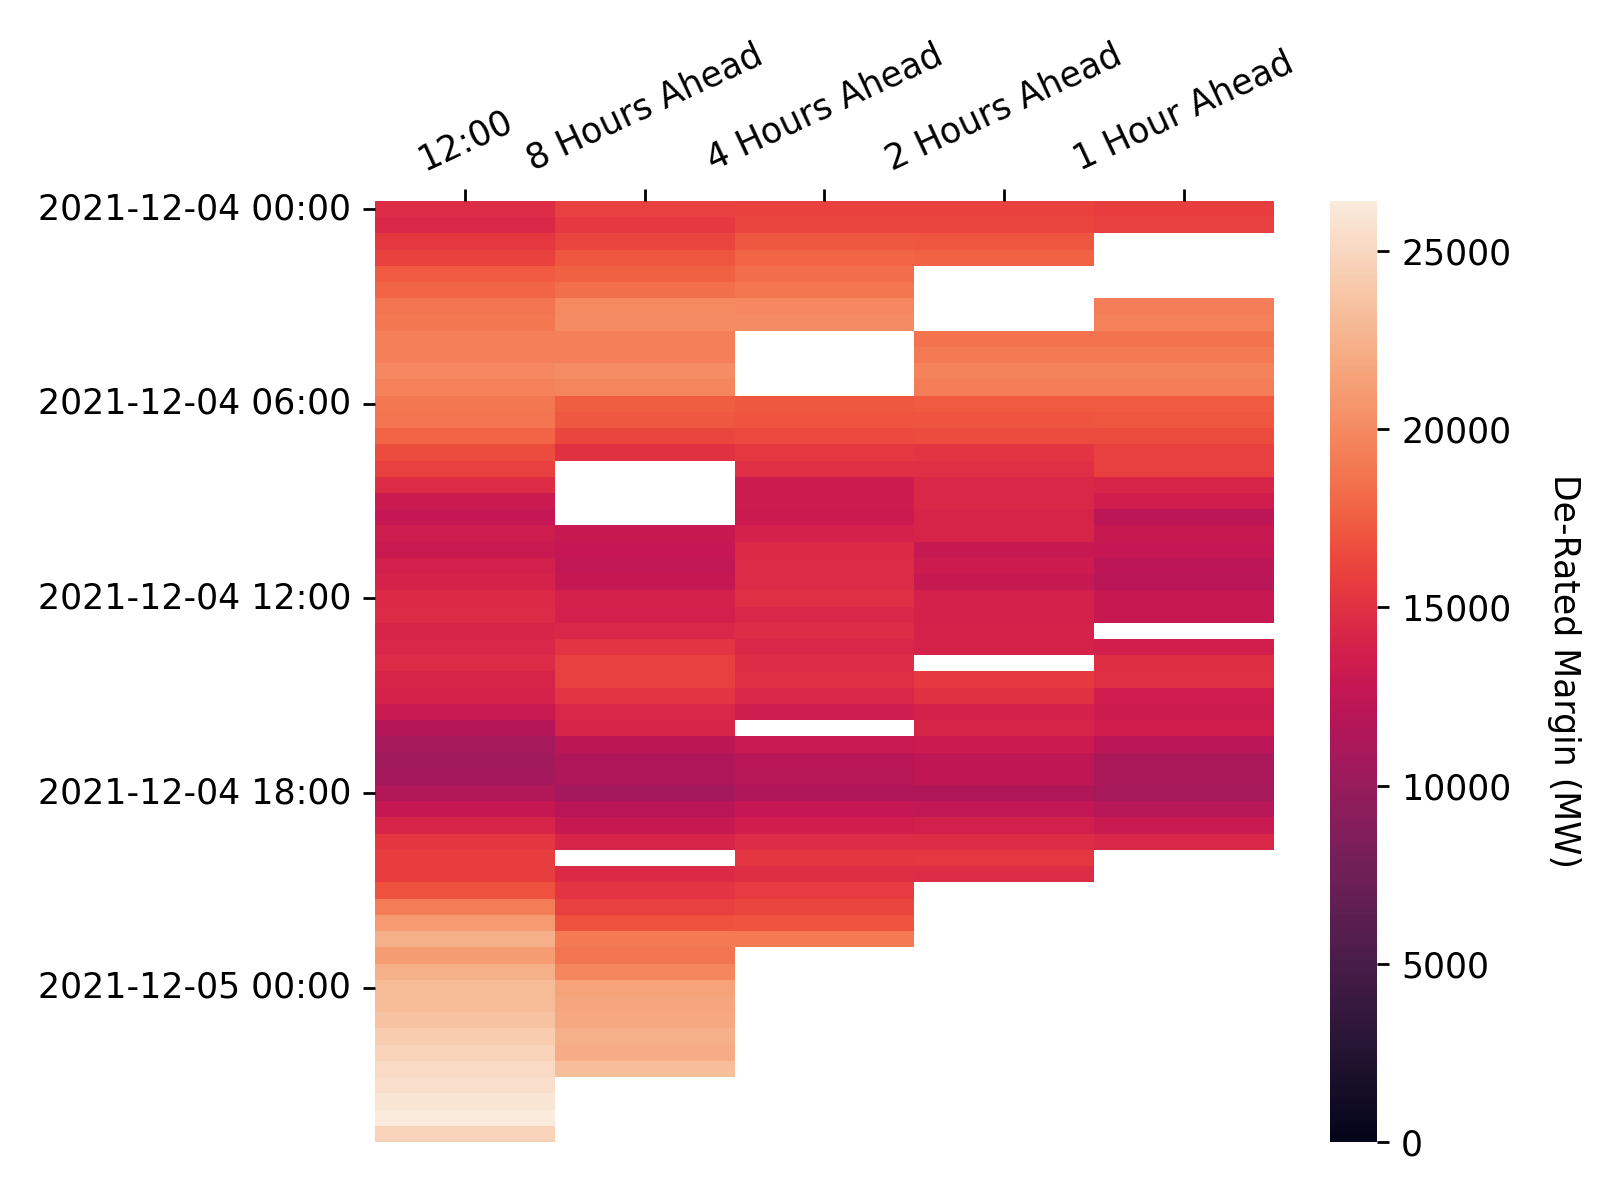 12:00
8 Hours Ahead
4 Hours Ahead
2 Hours Ahead
1 Hour Ahead
2021-12-04 00:00
2021-12-04 06:00
2021-12-04 12:00
2021-12-04 18:00
2021-12-05 00:00
25000
20000
15000
10000
5000
0
De-Rated Margin (MW)